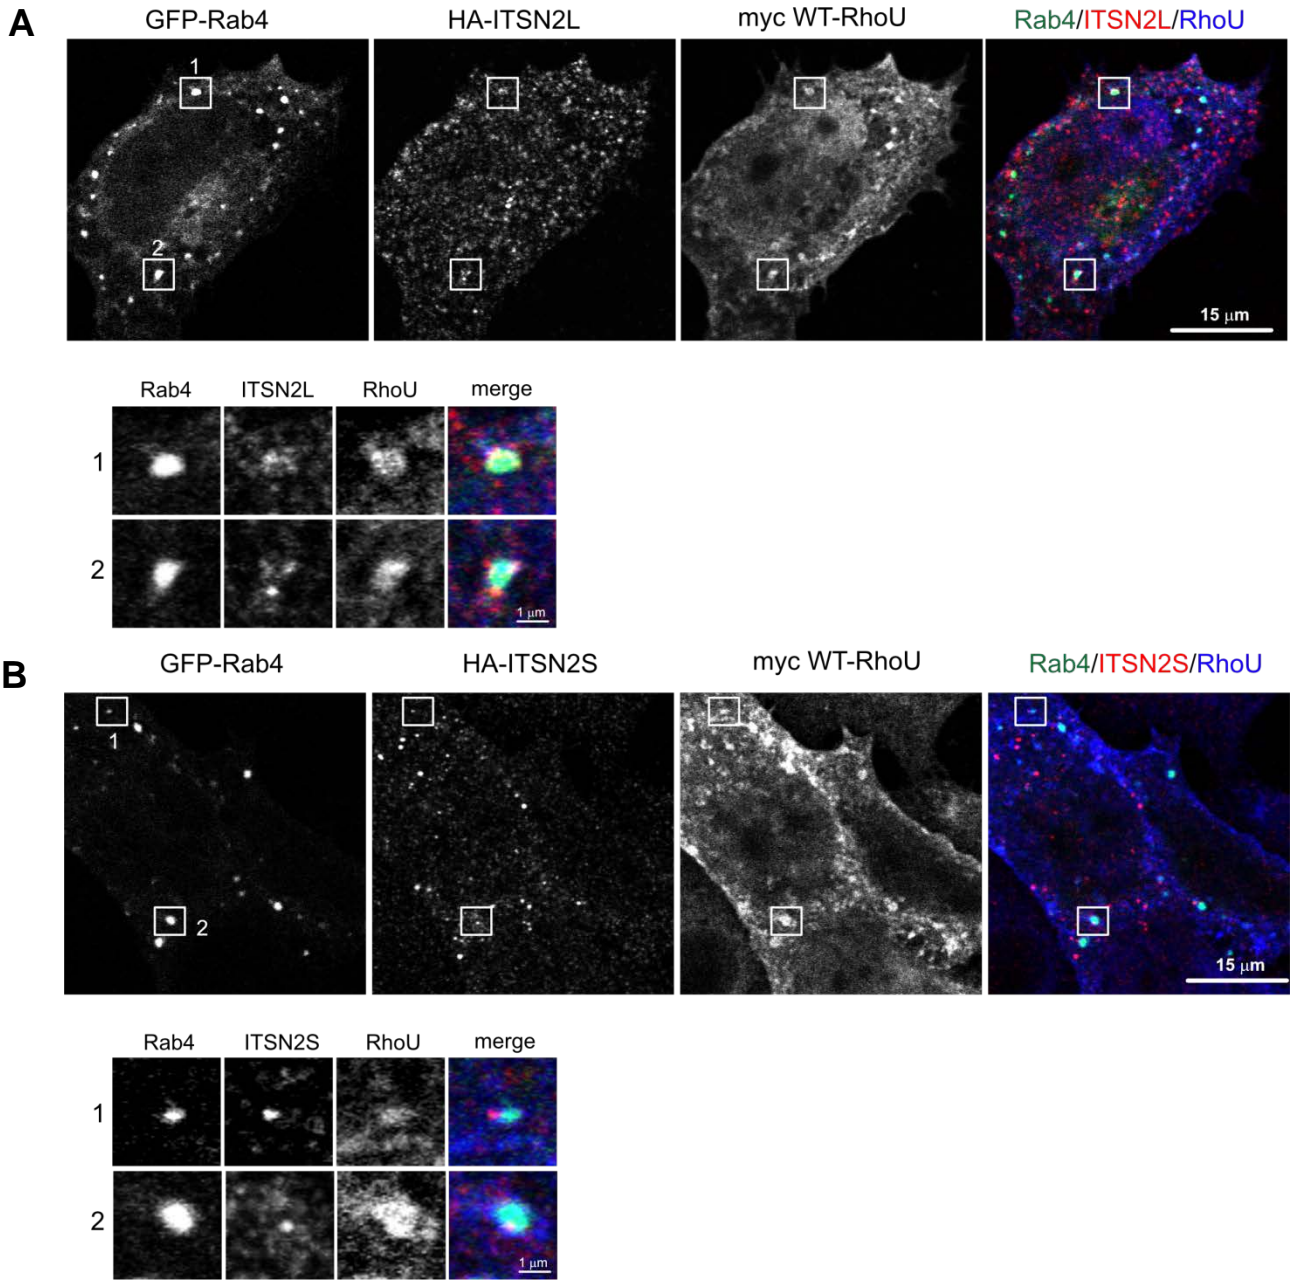 A
GFP-Rab4 HA-ITSN2L myc WT-RhoU Rab4/ITSN2L/RhoU
1
2
15 μm
Rab4 ITSN2L RhoU merge
1
2
1 μm
B
GFP-Rab4 HA-ITSN2S myc WT-RhoU Rab4/ITSN2S/RhoU
1
2
15 μm
Rab4 ITSN2S RhoU merge
1
2
1 μm